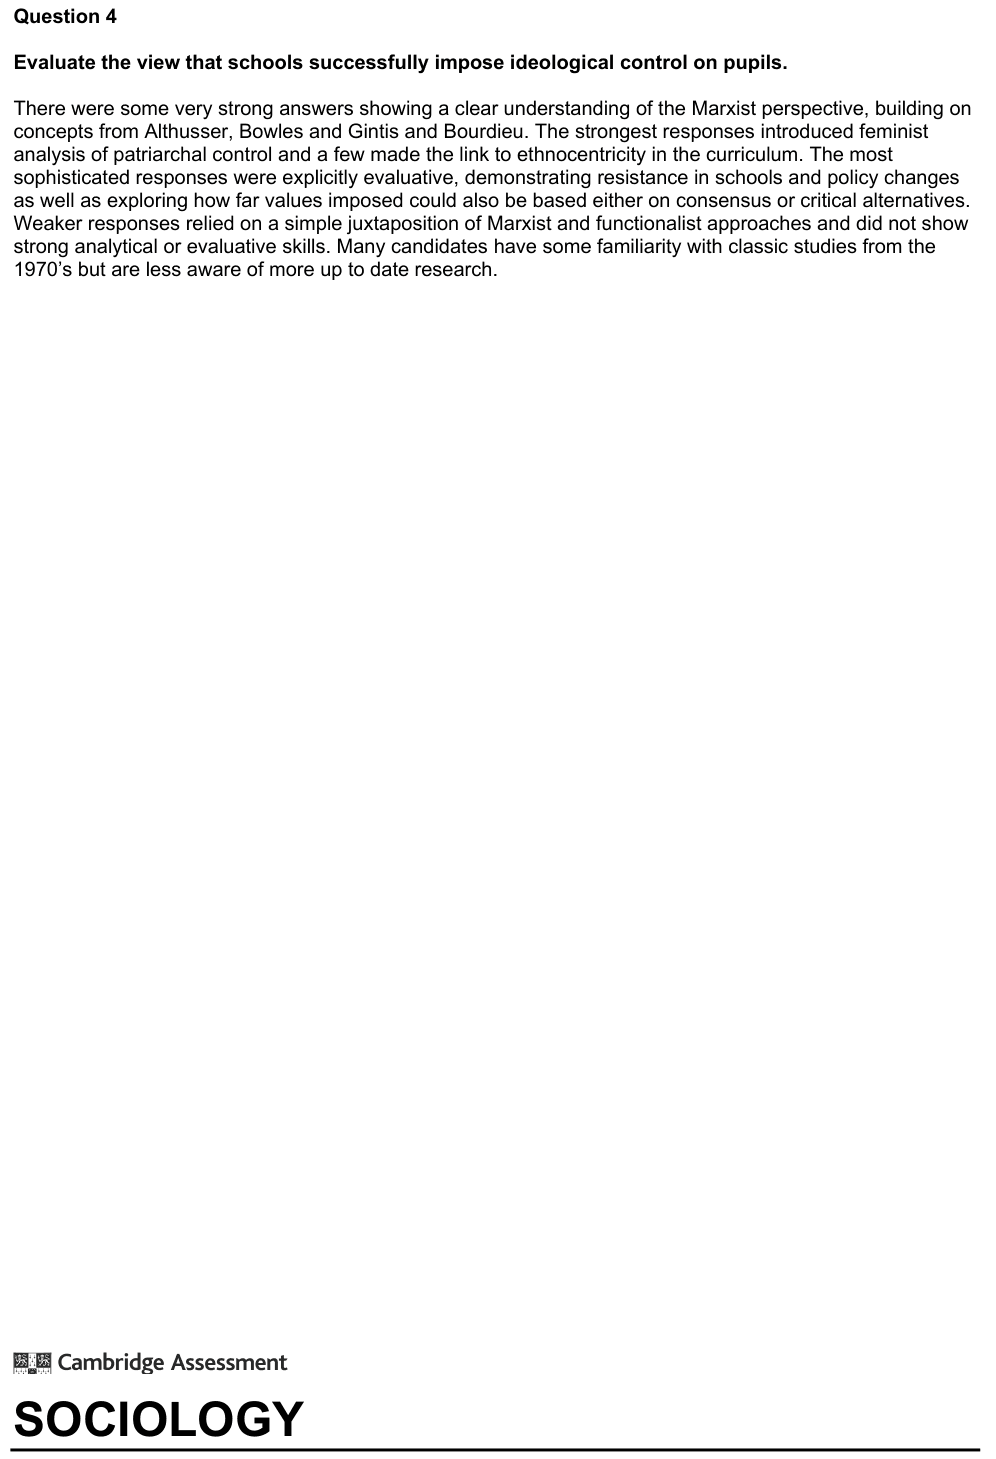 Question 4
Evaluate the view that schools successfully impose ideological control on pupils.
There were some very strong answers showing a clear understanding of the Marxist perspective, building on
concepts from Althusser, Bowles and Gintis and Bourdieu. The strongest responses introduced feminist
analysis of patriarchal control and a few made the link to ethnocentricity in the curriculum. The most
sophisticated responses were explicitly evaluative, demonstrating resistance in schools and policy changes
as well as exploring how far values imposed could also be based either on consensus or critical alternatives.
Weaker responses relied on a simple juxtaposition of Marxist and functionalist approaches and did not show
strong analytical or evaluative skills. Many candidates have some familiarity with classic studies from the
1970’s but are less aware of more up to date research.
Cambridge Assessment
SOCIOLOGY